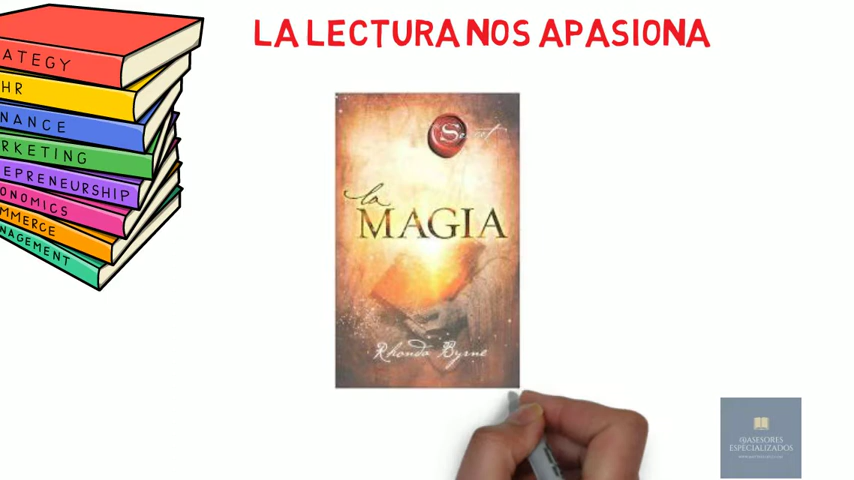 LA LECTURA NOS APASIONA
ATEGY
HR
NANCE
RKETING
EPRENEURSHIP
ONOMICS
MMERCE
NAGEMENT
Secret
la
MAGIA
Rhonda Byrne
ASESORES
ESPECIALIZADOS